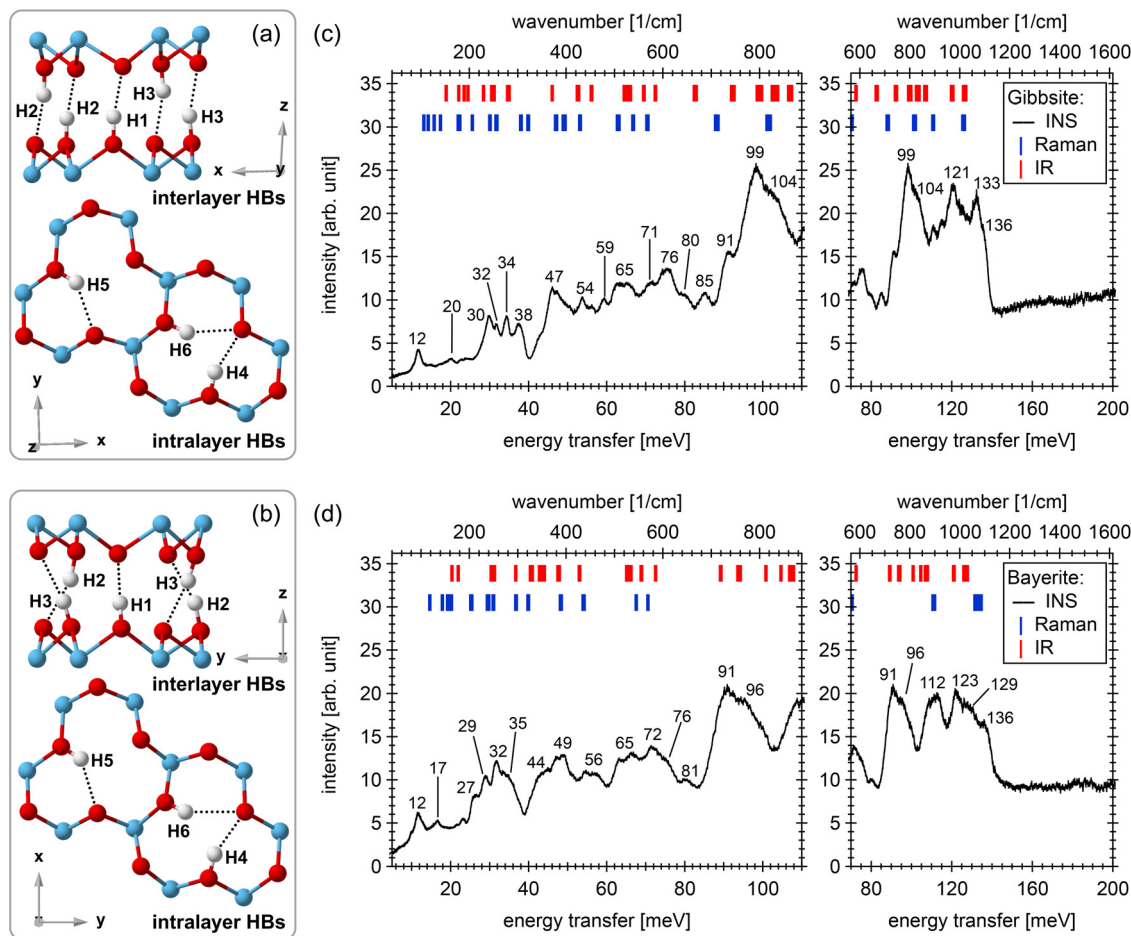 (a)
H2
H2
H1
H3
H3
z
x
y
interlayer HBs
H5
H6
H4
y
z
x
intralayer HBs
(c)
wavenumber [1/cm]
200 400 600 800
600 800 1000 1200 1400 1600
wavenumber [1/cm]
intensity [arb. unit]
35
30
25
20
15
10
5
0
12
20
30
32
34
38
47
54
59
65
71
76
80
85
91
99
104
20 40 60 80 100
energy transfer [meV]
99
104
121
133
136
Gibbsite:
INS
Raman
IR
80 120 160 200
energy transfer [meV]
(b)
H2
H3
H1
H3
H2
z
y
interlayer HBs
H5
H6
H4
x
y
intralayer HBs
(d)
wavenumber [1/cm]
200 400 600 800
wavenumber [1/cm]
600 800 1000 1200 1400 1600
intensity [arb. unit]
35
30
25
20
15
10
5
0
12
17
27
29
32
35
44
49
56
65
72
76
81
91
96
20 40 60 80 100
energy transfer [meV]
91
96
112
123
129
136
Bayerite:
INS
Raman
IR
80 120 160 200
energy transfer [meV]